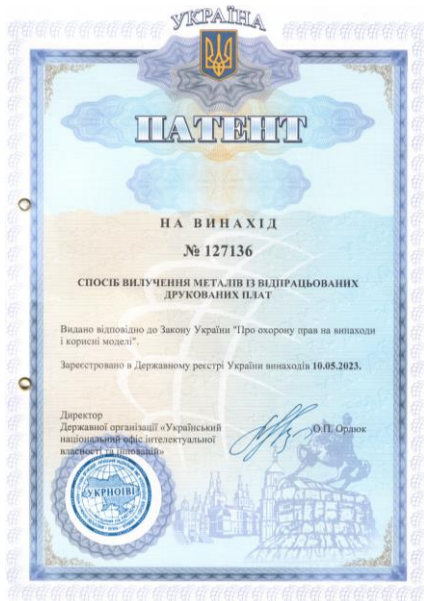 УКРАЇНА
ПАТЕНТ
НА ВИНАХІД
№ 127136
СПОСІБ ВИЛУЧЕННЯ МЕТАЛІВ ІЗ ВІДПРАЦЬОВАНИХ
ДРУКОВАНИХ ПЛАТ
Видано відповідно до Закону України "Про охорону прав на винаходи
і корисні моделі".
Зареєстровано в Державному реєстрі України винаходів 10.05.2023.
Директор
Державної організації «Український
національний офіс інтелектуальної
власності та інновацій»
О.П. Орлюк
УКРНОІВІ